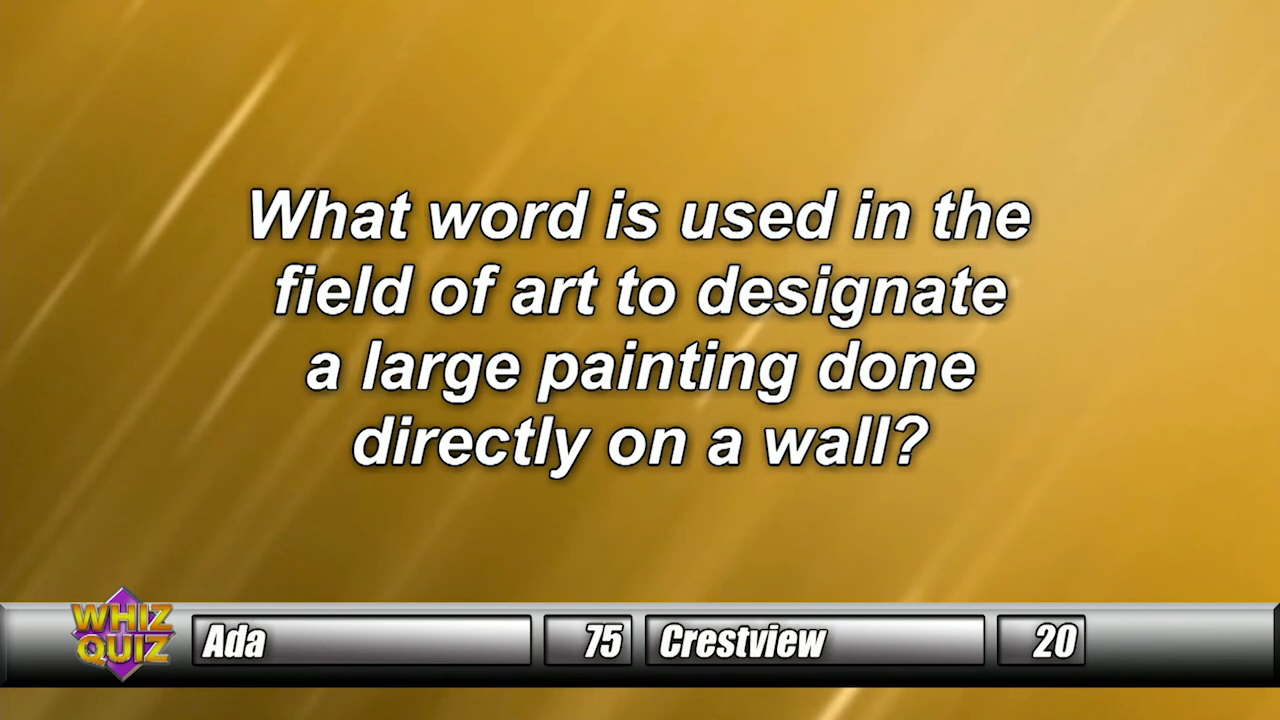 What word is used in the
field of art to designate
a large painting done
directly on a wall?
WHIZ
QUIZ
Ada 75 Crestview 20